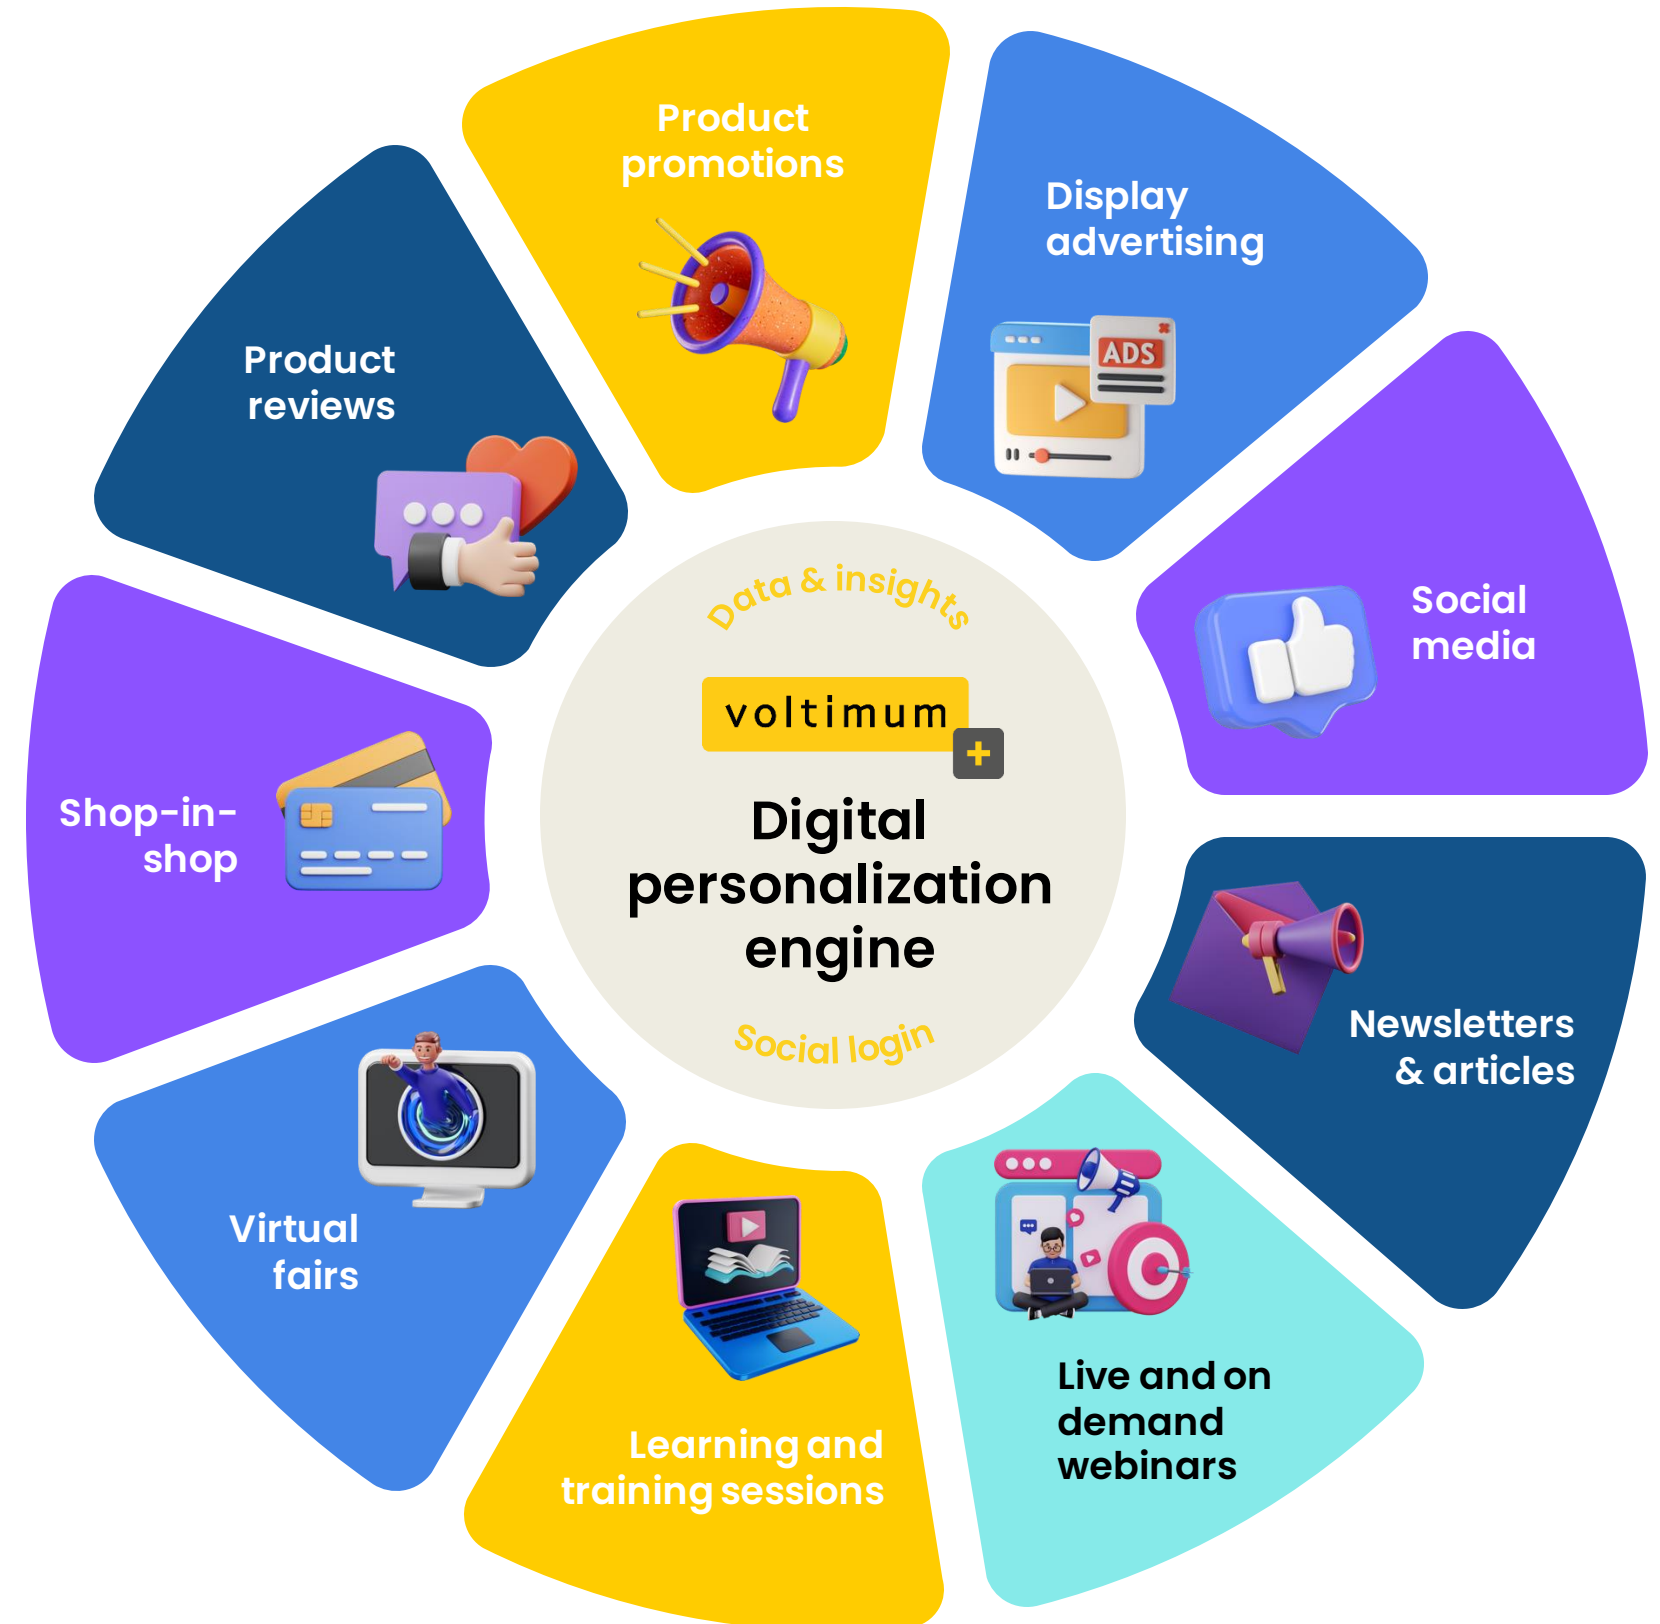 Product
promotions
Display
advertising
ADS
Social
media
Newsletters
& articles
Live and on
demand
webinars
Learning and
training sessions
Virtual
fairs
Shop-in-
shop
Product
reviews
Data & insights
voltimum
+
Digital
personalization
engine
Social login